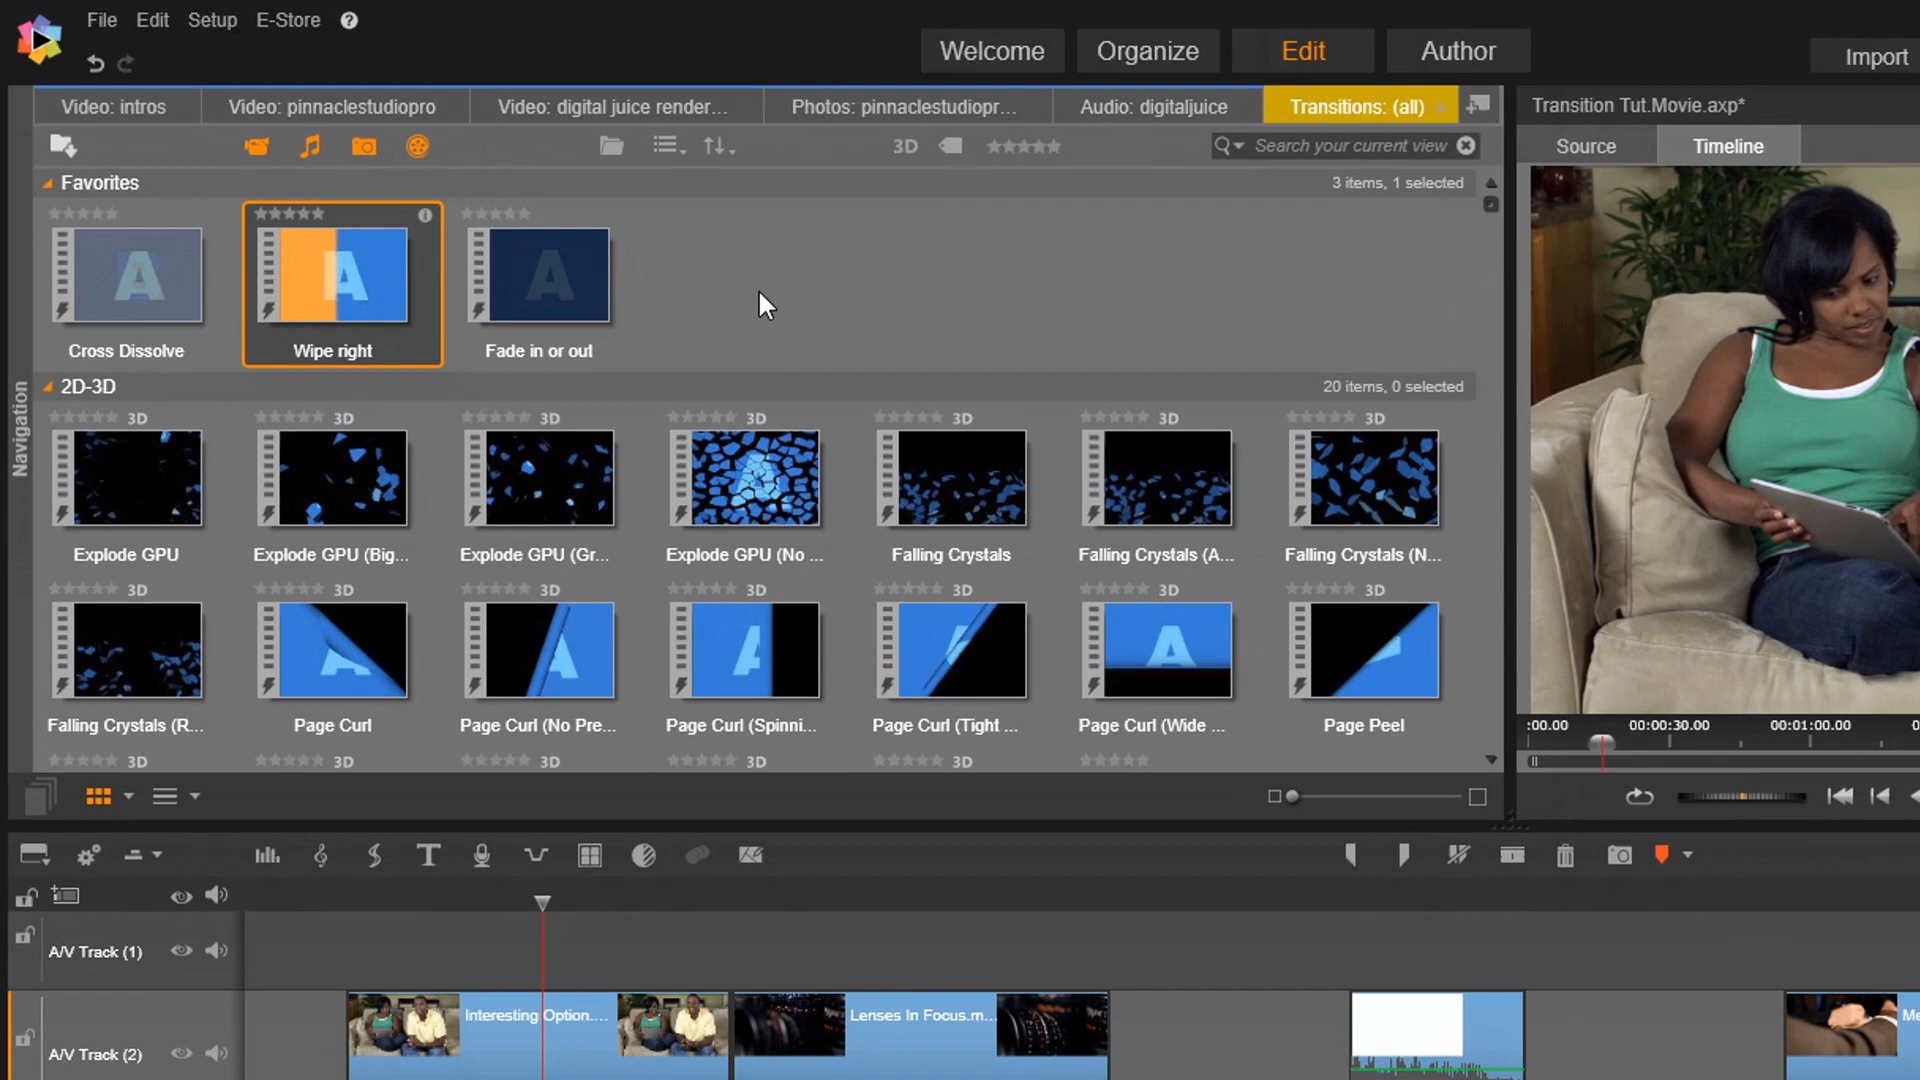 File Edit Setup E-Store ?
Welcome Organize Edit Author Import
Video: intros Video: pinnaclestudiopro Video: digital juice render... Photos: pinnaclestudiopr... Audio: digitaljuice Transitions: (all) x
Transition Tut.Movie.axp*
3D Search your current view
Source Timeline
Favorites 3 items, 1 selected
A A A
Cross Dissolve Wipe right Fade in or out
2D-3D 20 items, 0 selected
3D 3D 3D 3D 3D 3D 3D
Explode GPU Explode GPU (Big... Explode GPU (Gr... Explode GPU (No ... Falling Crystals Falling Crystals (A... Falling Crystals (N...
3D 3D 3D 3D 3D 3D 3D
A A A A
Falling Crystals (R... Page Curl Page Curl (No Pre... Page Curl (Spinni... Page Curl (Tight ... Page Curl (Wide ... Page Peel
3D 3D 3D 3D 3D
Navigation
:00.00 00:00:30.00 00:01:00.00
T
A/V Track (1)
A/V Track (2)
Interesting Option.... Lenses In Focus.m... Me